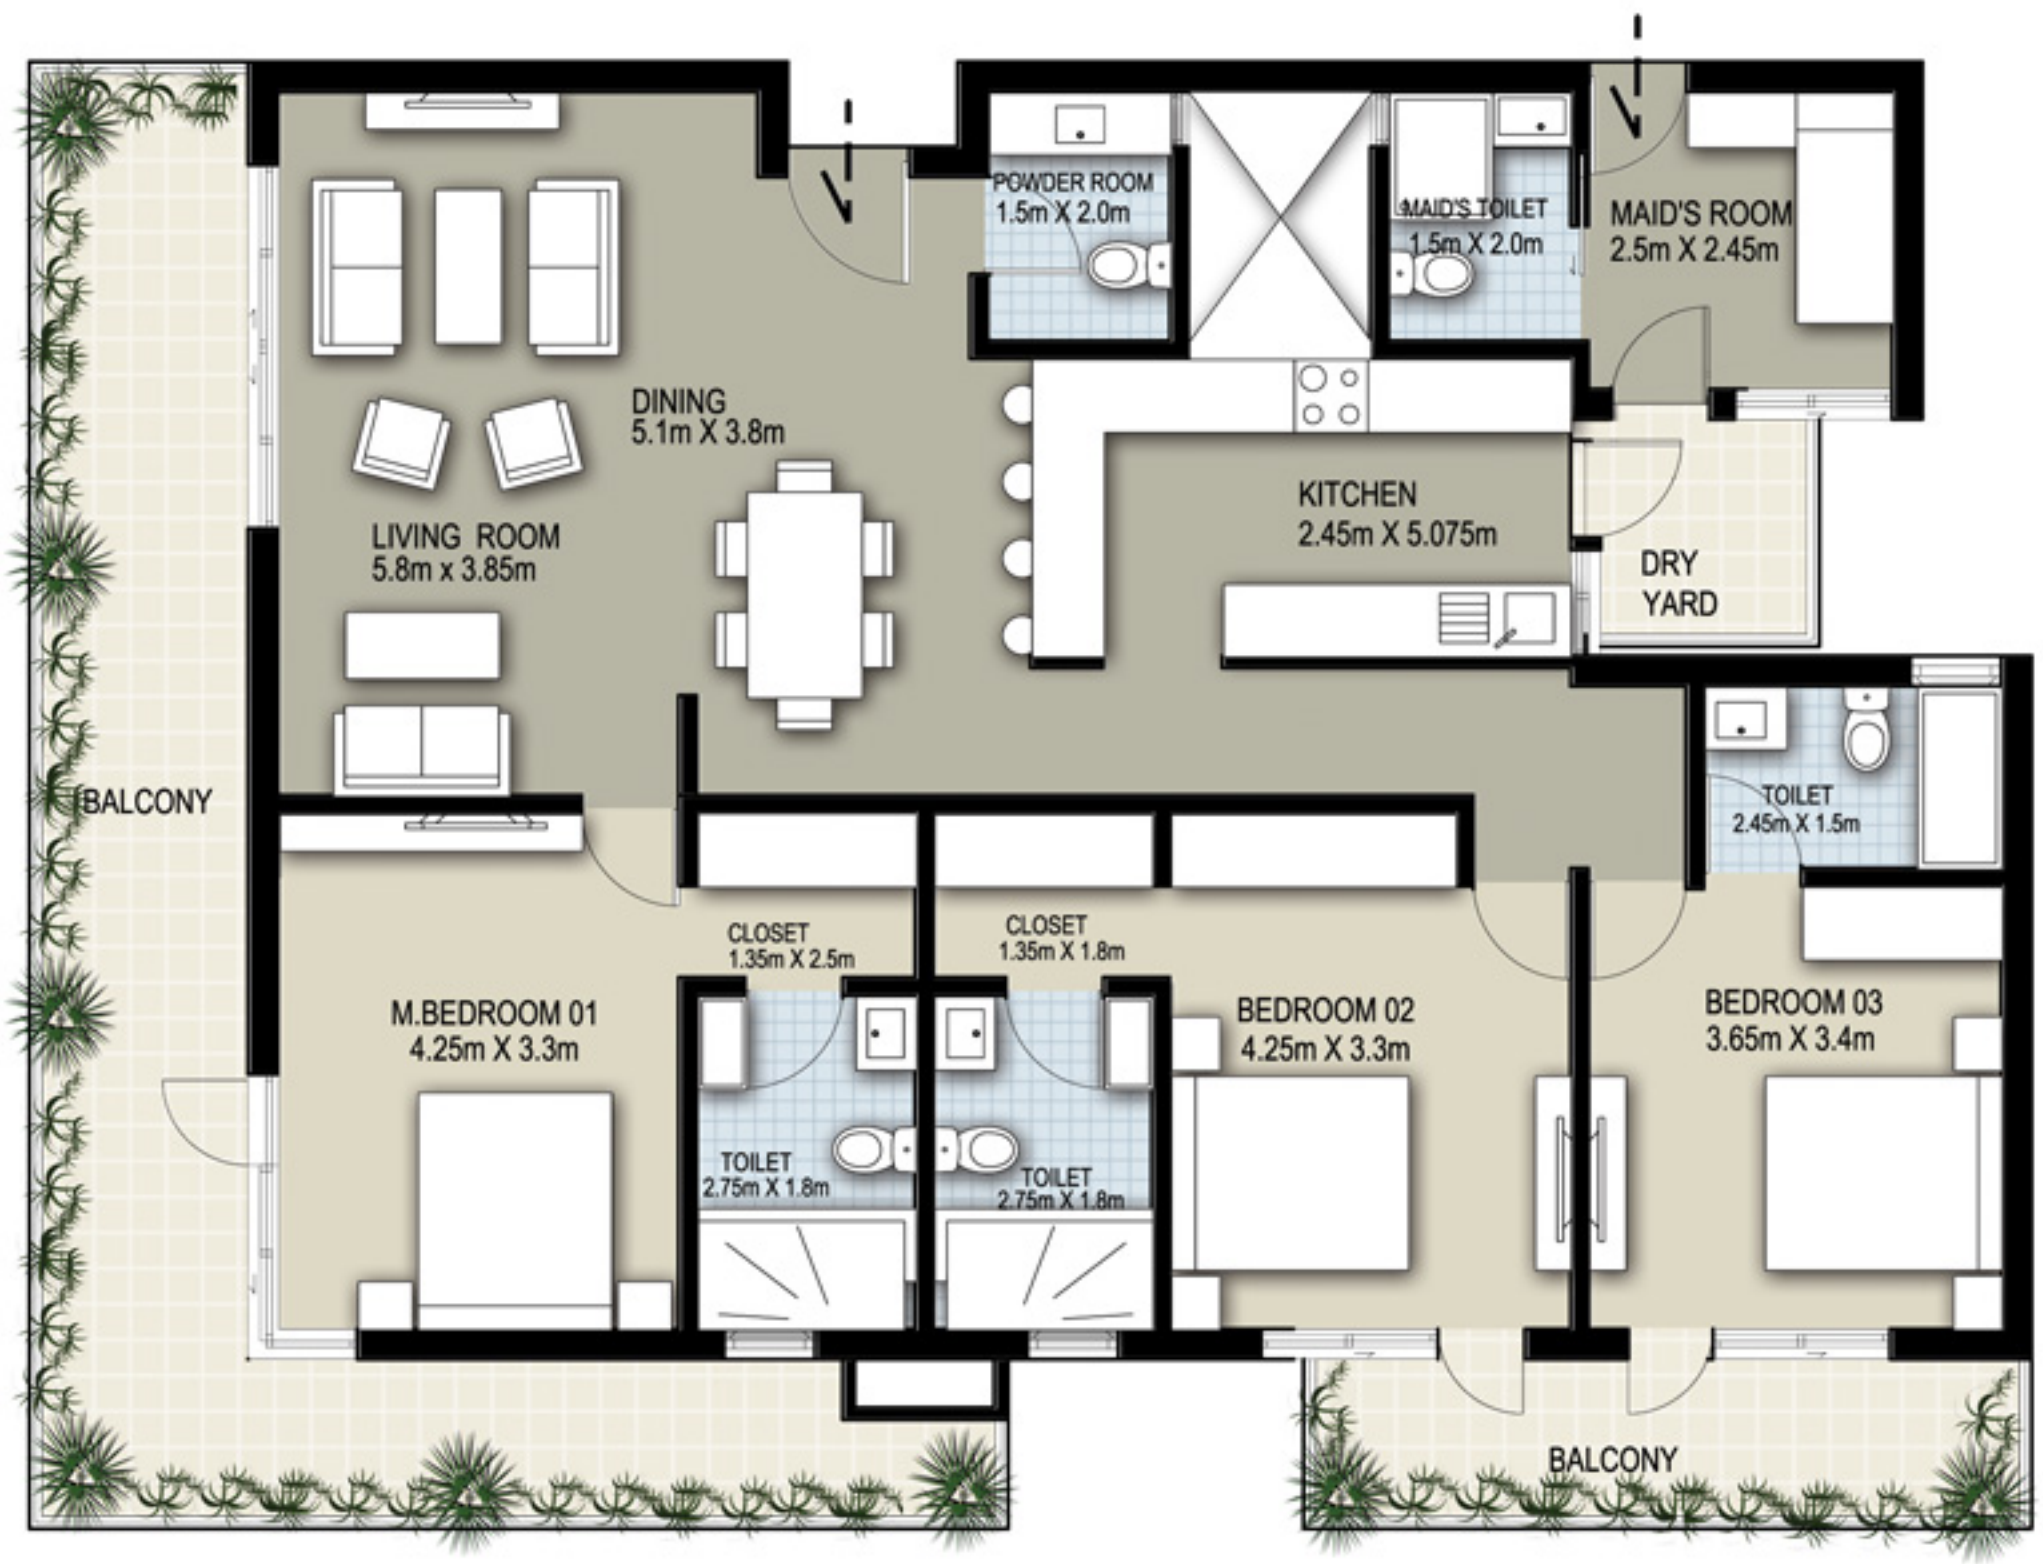 POWDER ROOM
1.5m X 2.0m
MAID'S TOILET
1.5m X 2.0m
MAID'S ROOM
2.5m X 2.45m
DINING
5.1m X 3.8m
LIVING ROOM
5.8m x 3.85m
KITCHEN
2.45m X 5.075m
DRY
YARD
BALCONY
TOILET
2.45m X 1.5m
CLOSET
1.35m X 2.5m
CLOSET
1.35m X 1.8m
M.BEDROOM 01
4.25m X 3.3m
BEDROOM 02
4.25m X 3.3m
BEDROOM 03
3.65m X 3.4m
TOILET
2.75m X 1.8m
TOILET
2.75m X 1.8m
BALCONY